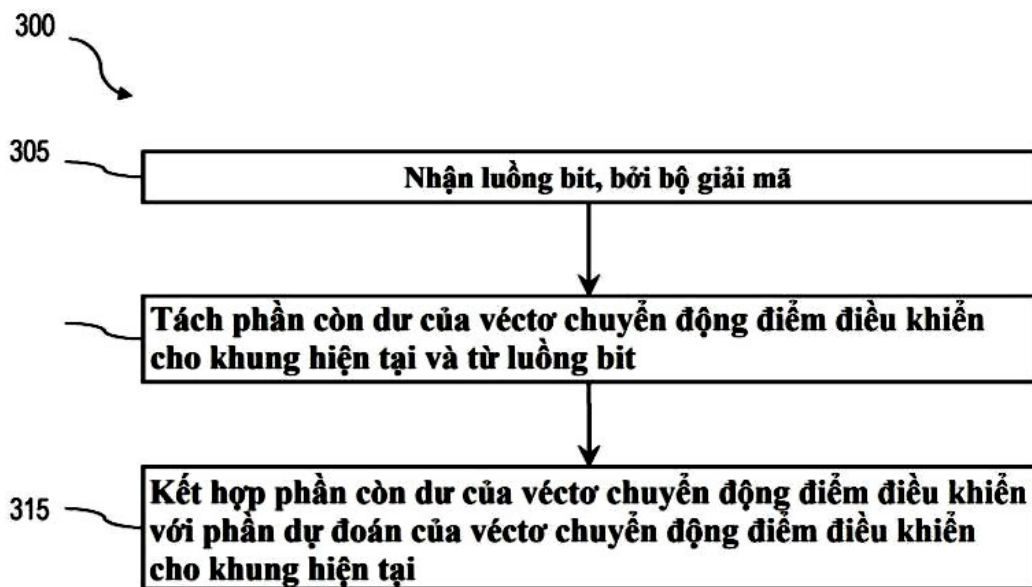 300
305
Nhận luồng bit, bởi bộ giải mã
Tách phần còn dư của véctơ chuyển động điểm điều khiển
cho khung hiện tại và từ luồng bit
315
Kết hợp phần còn dư của véctơ chuyển động điểm điều khiển
với phần dự đoán của véctơ chuyển động điểm điều khiển
cho khung hiện tại